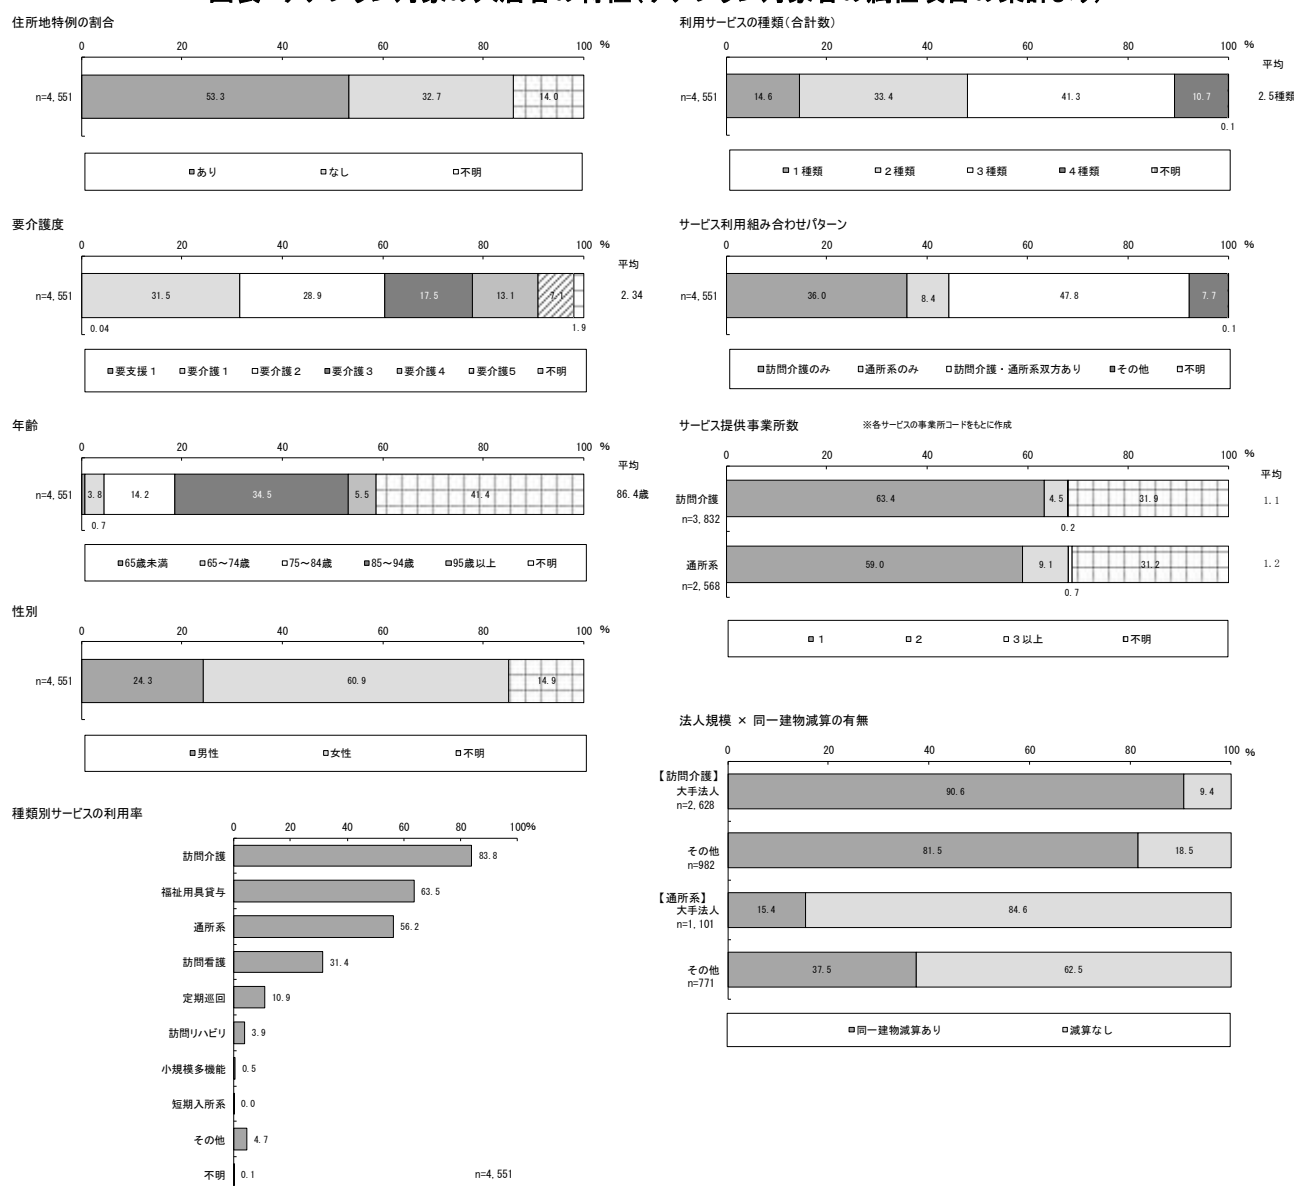 住所地特例の割合
0 20 40 60 80 100 %
n=4,551 53.3 32.7 14.0
あり なし 不明
要介護度
0 20 40 60 80 100 %
平均
n=4,551 31.5 28.9 17.5 13.1 7.1 2.34
0.04 1.9
要支援1 要介護1 要介護2 要介護3 要介護4 要介護5 不明
年齢
0 20 40 60 80 100 %
平均
n=4,551 3.8 14.2 34.5 5.5 41.4 86.4歳
0.7
65歳未満 65～74歳 75～84歳 85～94歳 95歳以上 不明
性別
0 20 40 60 80 100 %
n=4,551 24.3 60.9 14.9
男性 女性 不明
種類別サービスの利用率
0 20 40 60 80 100%
訪問介護 83.8
福祉用具貸与 63.5
通所系 56.2
訪問看護 31.4
定期巡回 10.9
訪問リハビリ 3.9
小規模多機能 0.5
短期入所系 0.0
その他 4.7
不明 0.1 n=4,551
利用サービスの種類(合計数)
0 20 40 60 80 100 %
平均
n=4,551 14.6 33.4 41.3 10.7 2.5種類
0.1
1種類 2種類 3種類 4種類 不明
サービス利用組み合わせパターン
0 20 40 60 80 100 %
n=4,551 36.0 8.4 47.8 7.7
0.1
訪問介護のみ 通所系のみ 訪問介護・通所系双方あり その他 不明
サービス提供事業所数 ※各サービスの事業所コードをもとに作成
0 20 40 60 80 100 %
平均
訪問介護 63.4 4.5 31.9 1.1
n=3,832 0.2
通所系 59.0 9.1 31.2 1.2
n=2,568 0.7
1 2 3以上 不明
法人規模 × 同一建物減算の有無
0 20 40 60 80 100 %
【訪問介護】
大手法人 90.6 9.4
n=2,628
その他 81.5 18.5
n=982
【通所系】
大手法人 15.4 84.6
n=1,101
その他 37.5 62.5
n=771
同一建物減算あり 減算なし